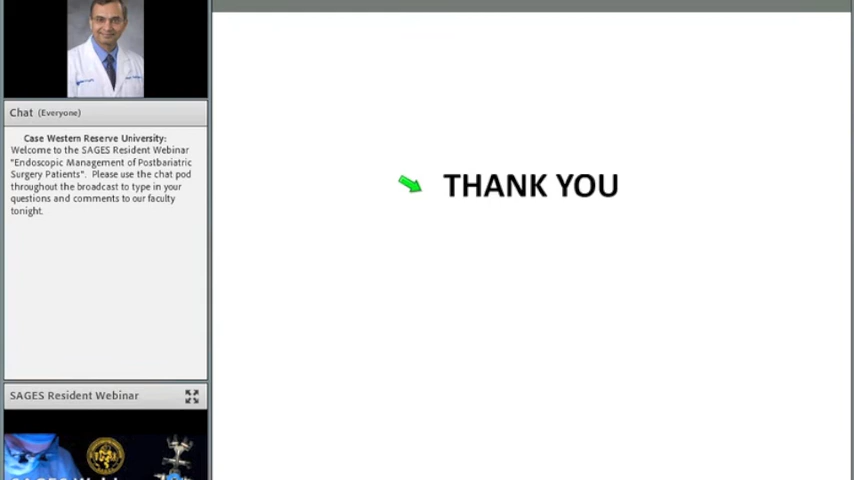 Chat (Everyone)
Case Western Reserve University:
Welcome to the SAGES Resident Webinar
"Endoscopic Management of Postbariatric
Surgery Patients". Please use the chat pod
throughout the broadcast to type in your
questions and comments to our faculty
tonight.
SAGES Resident Webinar
THANK YOU